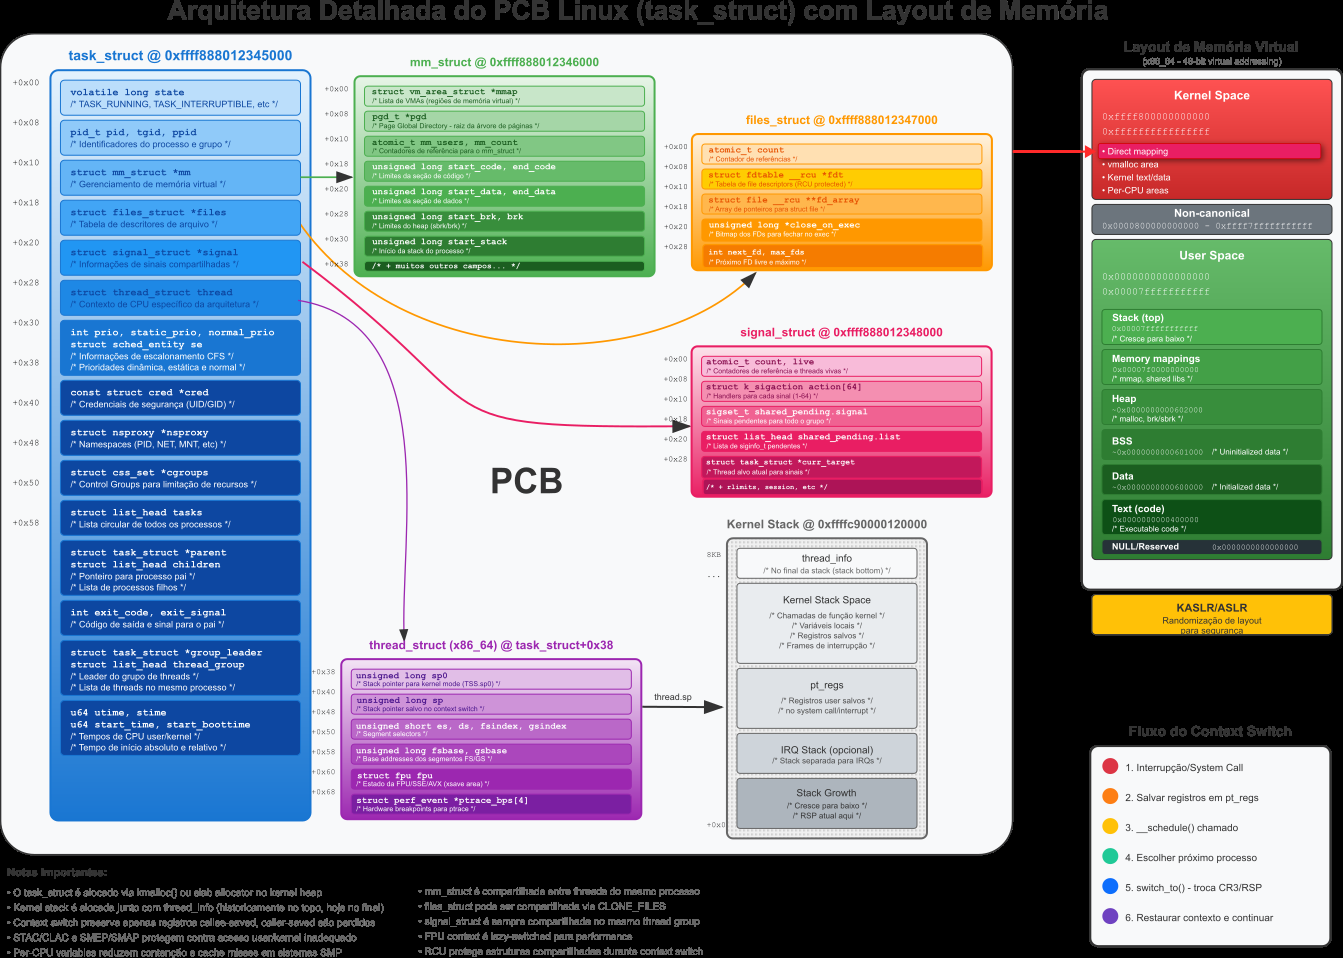 Arquitetura Detalhada do PCB Linux (task_struct) com Layout de Memória
task_struct @ 0xffff888012345000
+0x00
+0x08
+0x10
+0x18
+0x20
+0x28
+0x30
+0x38
+0x40
+0x48
+0x50
+0x58
volatile long state
/* TASK_RUNNING, TASK_INTERRUPTIBLE, etc */
pid_t pid, tgid, ppid
/* Identificadores do processo e grupo */
struct mm_struct *mm
/* Gerenciamento de memória virtual */
struct files_struct *files
/* Tabela de descritores de arquivo */
struct signal_struct *signal
/* Informações de sinais compartilhadas */
struct thread_struct thread
/* Contexto de CPU específico da arquitetura */
int prio, static_prio, normal_prio
struct sched_entity se
/* Informações de escalonamento CFS */
/* Prioridades dinâmica, estática e normal */
const struct cred *cred
/* Credenciais de segurança (UID/GID) */
struct nsproxy *nsproxy
/* Namespaces (PID, NET, MNT, etc) */
struct css_set *cgroups
/* Control Groups para limitação de recursos */
struct list_head tasks
/* Lista circular de todos os processos */
struct task_struct *parent
struct list_head children
/* Ponteiro para processo pai */
/* Lista de processos filhos */
int exit_code, exit_signal
/* Código de saída e sinal para o pai */
struct task_struct *group_leader
struct list_head thread_group
/* Leader do grupo de threads */
/* Lista de threads no mesmo processo */
u64 utime, stime
u64 start_time, start_boottime
/* Tempos de CPU user/kernel */
/* Tempo de início absoluto e relativo */
mm_struct @ 0xffff888012346000
+0x00
+0x08
+0x10
+0x18
+0x20
+0x28
+0x30
+0x38
struct vm_area_struct *mmap
/* Lista de VMAs (regiões de memória virtual) */
pgd_t *pgd
/* Page Global Directory - raiz da árvore de páginas */
atomic_t mm_users, mm_count
/* Contadores de referência para o mm_struct */
unsigned long start_code, end_code
/* Limites da seção de código */
unsigned long start_data, end_data
/* Limites da seção de dados */
unsigned long start_brk, brk
/* Limites do heap (sbrk/brk) */
unsigned long start_stack
/* Início da stack do processo */
/* + muitos outros campos... */
files_struct @ 0xffff888012347000
+0x00
+0x08
+0x10
+0x18
+0x20
+0x28
atomic_t count
/* Contador de referências */
struct fdtable __rcu *fdt
/* Tabela de file descriptors (RCU protected) */
struct file __rcu **fd_array
/* Array de ponteiros para struct file */
unsigned long *close_on_exec
/* Bitmap dos FDs para fechar no exec */
int next_fd, max_fds
/* Próximo FD livre e máximo */
signal_struct @ 0xffff888012348000
+0x00
+0x08
+0x10
+0x18
+0x20
+0x28
atomic_t count, live
/* Contadores de referência e threads vivas */
struct k_sigaction action[64]
/* Handlers para cada sinal (1-64) */
sigset_t shared_pending.signal
/* Sinais pendentes para todo o grupo */
struct list_head shared_pending.list
/* Lista de siginfo_t pendentes */
struct task_struct *curr_target
/* Thread alvo atual para sinais */
/* + rlimits, session, etc */
PCB
thread_struct (x86_64) @ task_struct+0x38
+0x38
+0x40
+0x48
+0x50
+0x58
+0x60
+0x68
unsigned long sp0
/* Stack pointer para kernel mode (TSS.sp0) */
unsigned long sp
/* Stack pointer salvo no context switch */
unsigned short es, ds, fsindex, gsindex
/* Segment selectors */
unsigned long fsbase, gsbase
/* Base addresses dos segmentos FS/GS */
struct fpu fpu
/* Estado da FPU/SSE/AVX (xsave area) */
struct perf_event *ptrace_bps[4]
/* Hardware breakpoints para ptrace */
thread.sp
Kernel Stack @ 0xffffc90000120000
8KB
...
+0x0
thread_info
/* No final da stack (stack bottom) */
Kernel Stack Space
/* Chamadas de função kernel */
/* Variáveis locais */
/* Registros salvos */
/* Frames de interrupção */
pt_regs
/* Registros user salvos */
/* no system call/interrupt */
IRQ Stack (opcional)
/* Stack separada para IRQs */
Stack Growth
/* Cresce para baixo */
/* RSP atual aqui */
Layout de Memória Virtual
(x86_64 - 48-bit virtual addressing)
Kernel Space
0xffff800000000000
0xffffffffffffffff
• Direct mapping
• vmalloc area
• Kernel text/data
• Per-CPU areas
Non-canonical
0x0000800000000000 - 0xffff7fffffffffff
User Space
0x0000000000000000
0x00007fffffffffff
Stack (top)
0x00007fffffffffff
/* Cresce para baixo */
Memory mappings
0x00007f0000000000
/* mmap, shared libs */
Heap
~0x0000000000602000
/* malloc, brk/sbrk */
BSS
~0x0000000000601000 /* Uninitialized data */
Data
~0x0000000000600000 /* Initialized data */
Text (code)
0x0000000000400000
/* Executable code */
NULL/Reserved 0x0000000000000000
KASLR/ASLR
Randomização de layout
para segurança
Fluxo do Context Switch
1. Interrupção/System Call
2. Salvar registros em pt_regs
3. __schedule() chamado
4. Escolher próximo processo
5. switch_to() - troca CR3/RSP
6. Restaurar contexto e continuar
Notas Importantes:
• O task_struct é alocado via kmalloc() ou slab allocator no kernel heap
• Kernel stack é alocada junto com thread_info (historicamente no topo, hoje no final)
• Context switch preserva apenas registros callee-saved, caller-saved são perdidos
• STAC/CLAC e SMEP/SMAP protegem contra acesso user/kernel inadequado
• Per-CPU variables reduzem contenção e cache misses em sistemas SMP
• mm_struct é compartilhada entre threads do mesmo processo
• files_struct pode ser compartilhada via CLONE_FILES
• signal_struct é sempre compartilhada no mesmo thread group
• FPU context é lazy-switched para performance
• RCU protege estruturas compartilhadas durante context switch